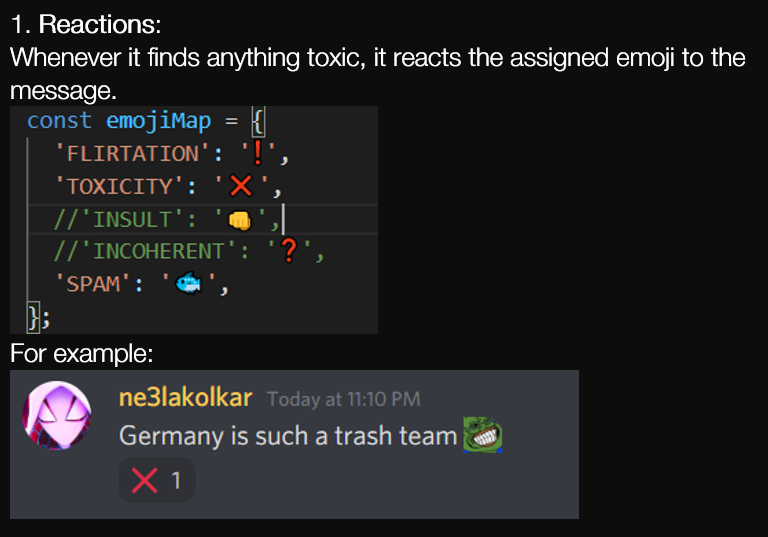 1. Reactions:
Whenever it finds anything toxic, it reacts the assigned emoji to the
message.
const emojiMap = {
'FLIRTATION': '❗',
'TOXICITY': '❌',
//'INSULT': '👊',
//'INCOHERENT': '❓',
'SPAM': '🐟',
};
For example:
ne3lakolkar Today at 11:10 PM
Germany is such a trash team
❌ 1